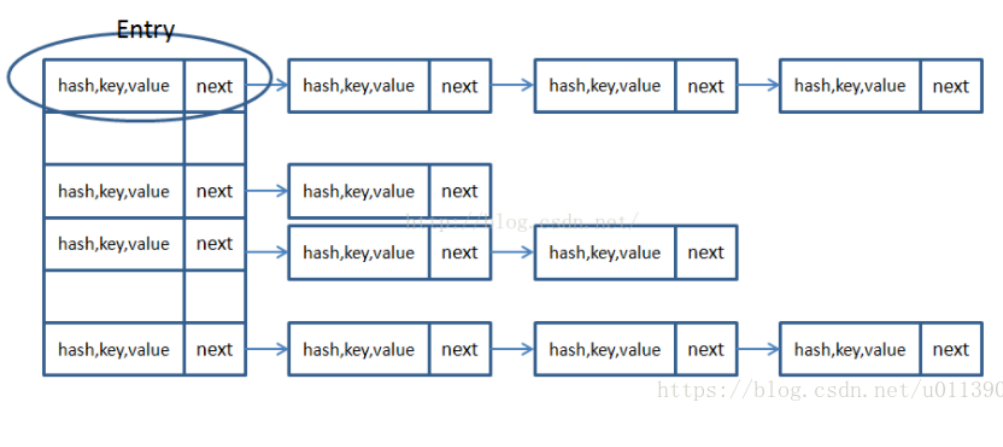 Entry
hash,key,value next hash,key,value next hash,key,value next hash,key,value next
hash,key,value next hash,key,value next
http://blog.csdn.net/
hash,key,value next hash,key,value next hash,key,value next
hash,key,value next hash,key,value next hash,key,value next hash,key,value next
https://blog.csdn.net/u011390